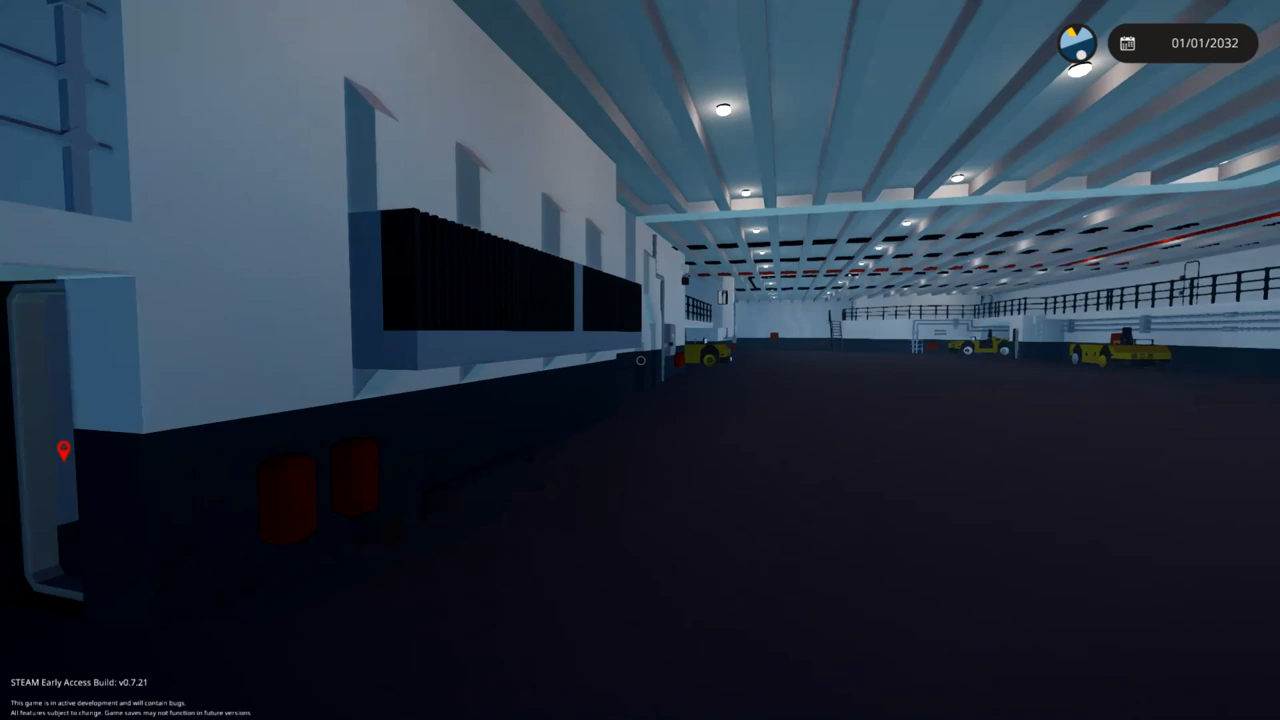 01/01/2032
STEAM Early Access Build: v0.7.21
This game is in active development and will contain bugs.
All features subject to change. Game saves may not function in future versions